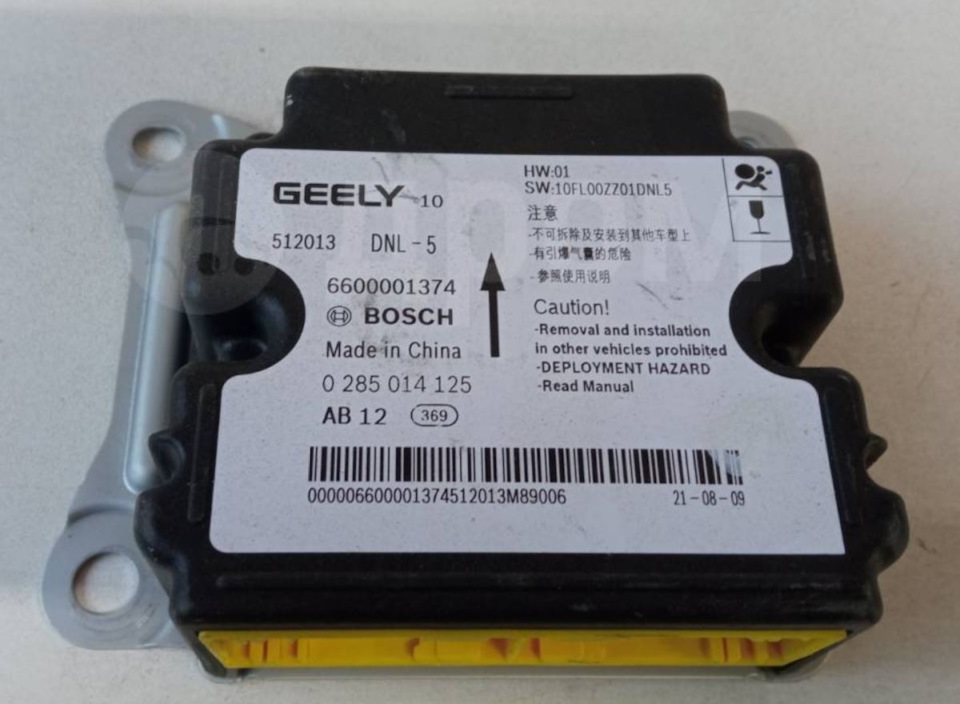 GEELY -10
512013 DNL-5
6600001374
BOSCH
Made in China
0 285 014 125
AB 12 369
HW:01
SW:10FL00ZZ01DNL5
注意
-不可拆除及安装到其他车型上
-有引爆气囊的危险
-参照使用说明
Caution!
-Removal and installation
in other vehicles prohibited
-DEPLOYMENT HAZARD
-Read Manual
0000066000001374512013M89006
21-08-09